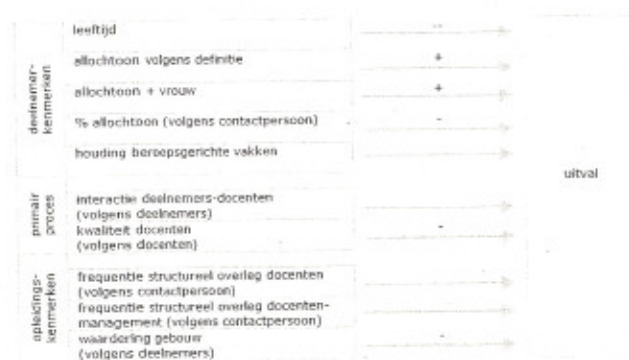 deelnemer-
kenmerken
leeftijd
--
allochtoon volgens definitie
+
allochtoon + vrouw
+
% allochtoon (volgens contactpersoon)
-
houding beroepsgerichte vakken
uitval
primair
proces
interactie deelnemers-docenten
(volgens deelnemers)
kwaliteit docenten
-
(volgens docenten)
opleidings-
kenmerken
frequentie structureel overleg docenten
(volgens contactpersoon)
frequentie structureel overleg docenten-
management (volgens contactpersoon)
waardering gebouw
-
(volgens deelnemers)